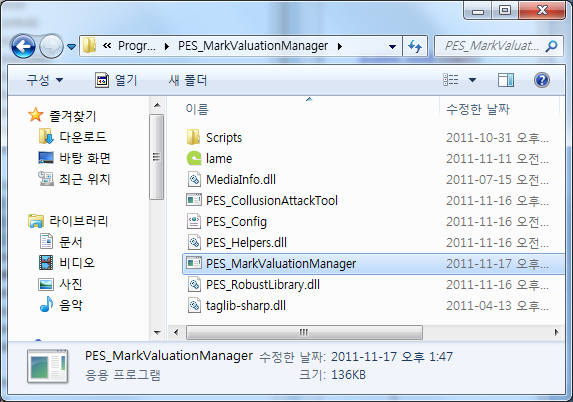 Progr... PES_MarkValuationManager PES_MarkValuat...
구성 열기 새 폴더
이름 수정한 날짜
즐겨찾기
다운로드
바탕 화면
최근 위치
라이브러리
문서
비디오
사진
음악
Scripts 2011-10-31 오후...
lame 2011-11-11 오전...
MediaInfo.dll 2011-07-15 오전...
PES_CollusionAttackTool 2011-11-16 오후...
PES_Config 2011-11-16 오전...
PES_Helpers.dll 2011-11-16 오후...
PES_MarkValuationManager 2011-11-17 오후...
PES_RobustLibrary.dll 2011-11-16 오후...
taglib-sharp.dll 2011-04-13 오후...
PES_MarkValuationManager 수정한 날짜: 2011-11-17 오후 1:47
응용 프로그램 크기: 136KB